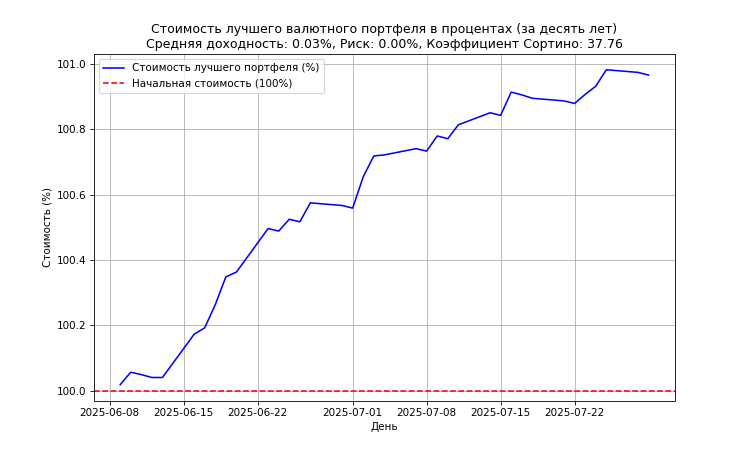 Стоимость лучшего валютного портфеля в процентах (за десять лет)
Средняя доходность: 0.03%, Риск: 0.00%, Коэффициент Сортино: 37.76
Стоимость лучшего портфеля (%)
Начальная стоимость (100%)
Стоимость (%)
101.0
100.8
100.6
100.4
100.2
100.0
2025-06-08 2025-06-15 2025-06-22 2025-07-01 2025-07-08 2025-07-15 2025-07-22
День